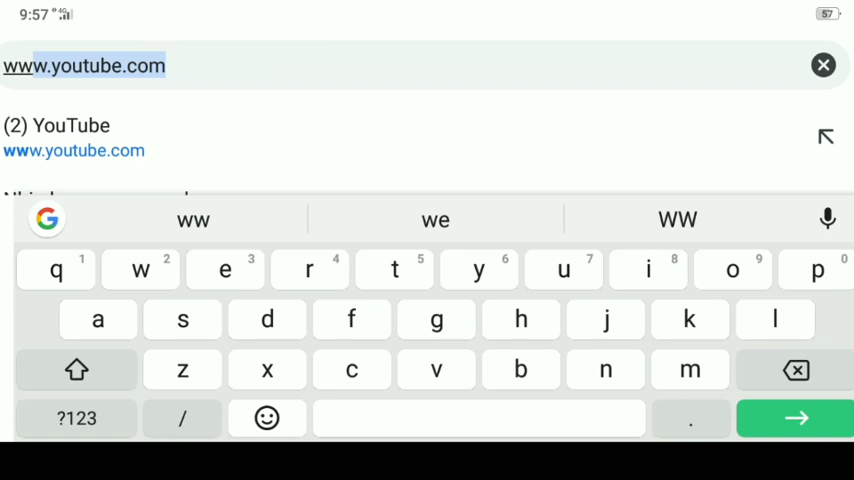 9:57 4G 57
www.youtube.com
(2) YouTube
www.youtube.com
ww we WW
q 1 w 2 e 3 r 4 t 5 y 6 u 7 i 8 o 9 p 0
a s d f g h j k l
z x c v b n m
?123 / .